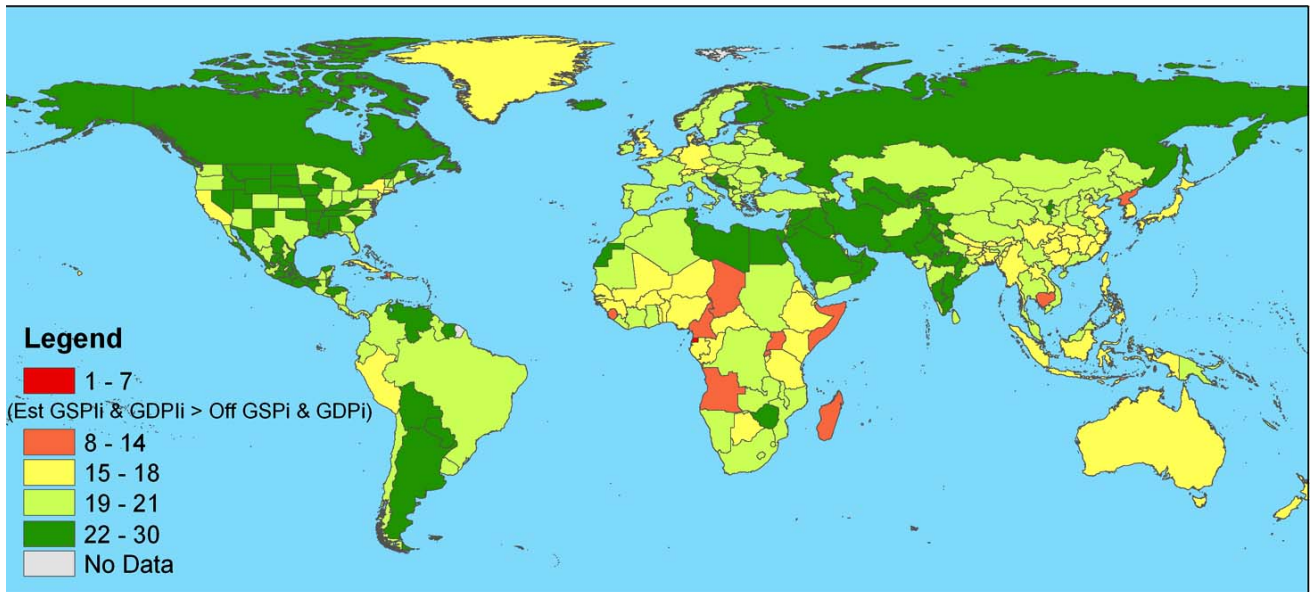 Legend
1 - 7
(Est GSPIi & GDPIi > Off GSPi & GDPi)
8 - 14
15 - 18
19 - 21
22 - 30
No Data